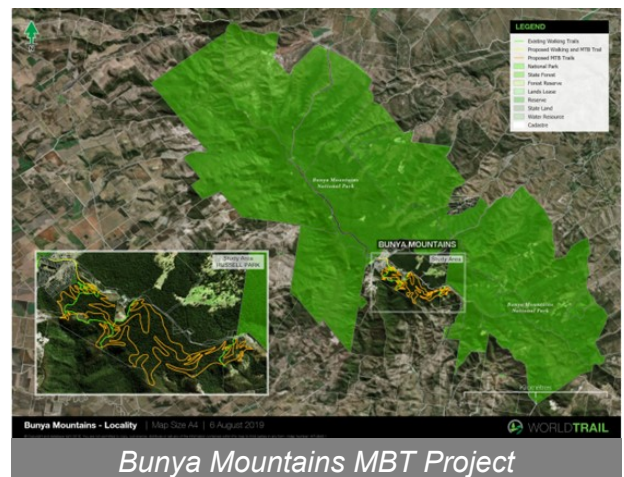 LEGEND
Existing Walking Trails
Proposed Walking and MTB Trail
Proposed MTB Trails
National Park
State Forest
Forest Reserve
Lands Lease
Reserve
State Land
Water Resource
Cadastre
Bunya Mountains
National Park
BUNYA MOUNTAINS
Study Area
Study Area
RUSSELL PARK
Bunya Mountains
National Park
Bunya Mountains - Locality | Map Size A4 | 6 August 2019
WORLDTRAIL
Bunya Mountains MBT Project